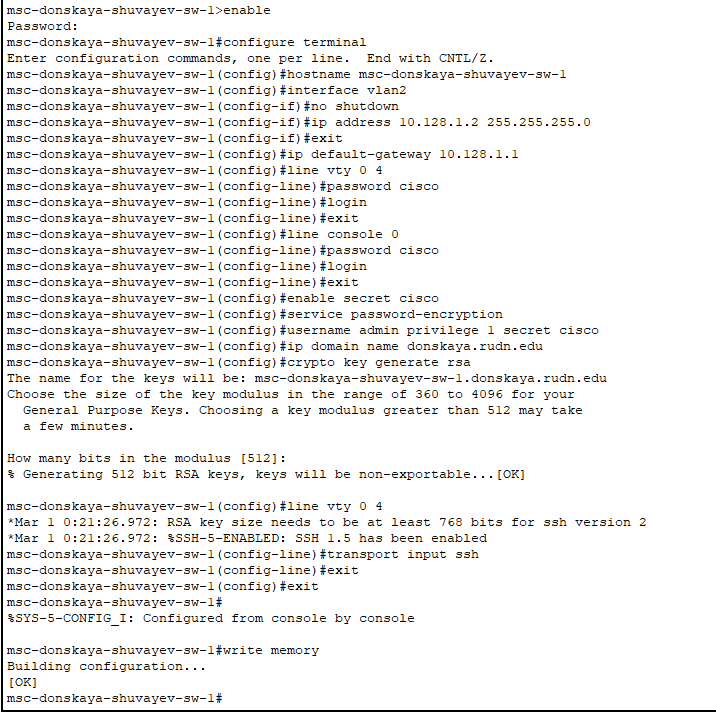 msc-donskaya-shuvayev-sw-1>enable
Password:
msc-donskaya-shuvayev-sw-1#configure terminal
Enter configuration commands, one per line.  End with CNTL/Z.
msc-donskaya-shuvayev-sw-1(config)#hostname msc-donskaya-shuvayev-sw-1
msc-donskaya-shuvayev-sw-1(config)#interface vlan2
msc-donskaya-shuvayev-sw-1(config-if)#no shutdown
msc-donskaya-shuvayev-sw-1(config-if)#ip address 10.128.1.2 255.255.255.0
msc-donskaya-shuvayev-sw-1(config-if)#exit
msc-donskaya-shuvayev-sw-1(config)#ip default-gateway 10.128.1.1
msc-donskaya-shuvayev-sw-1(config)#line vty 0 4
msc-donskaya-shuvayev-sw-1(config-line)#password cisco
msc-donskaya-shuvayev-sw-1(config-line)#login
msc-donskaya-shuvayev-sw-1(config-line)#exit
msc-donskaya-shuvayev-sw-1(config)#line console 0
msc-donskaya-shuvayev-sw-1(config-line)#password cisco
msc-donskaya-shuvayev-sw-1(config-line)#login
msc-donskaya-shuvayev-sw-1(config-line)#exit
msc-donskaya-shuvayev-sw-1(config)#enable secret cisco
msc-donskaya-shuvayev-sw-1(config)#service password-encryption
msc-donskaya-shuvayev-sw-1(config)#username admin privilege 1 secret cisco
msc-donskaya-shuvayev-sw-1(config)#ip domain name donskaya.rudn.edu
msc-donskaya-shuvayev-sw-1(config)#crypto key generate rsa
The name for the keys will be: msc-donskaya-shuvayev-sw-1.donskaya.rudn.edu
Choose the size of the key modulus in the range of 360 to 4096 for your
  General Purpose Keys. Choosing a key modulus greater than 512 may take
  a few minutes.

How many bits in the modulus [512]:
% Generating 512 bit RSA keys, keys will be non-exportable...[OK]

msc-donskaya-shuvayev-sw-1(config)#line vty 0 4
*Mar 1 0:21:26.972: RSA key size needs to be at least 768 bits for ssh version 2
*Mar 1 0:21:26.972: %SSH-5-ENABLED: SSH 1.5 has been enabled
msc-donskaya-shuvayev-sw-1(config-line)#transport input ssh
msc-donskaya-shuvayev-sw-1(config-line)#exit
msc-donskaya-shuvayev-sw-1(config)#exit
msc-donskaya-shuvayev-sw-1#
%SYS-5-CONFIG_I: Configured from console by console

msc-donskaya-shuvayev-sw-1#write memory
Building configuration...
[OK]
msc-donskaya-shuvayev-sw-1#